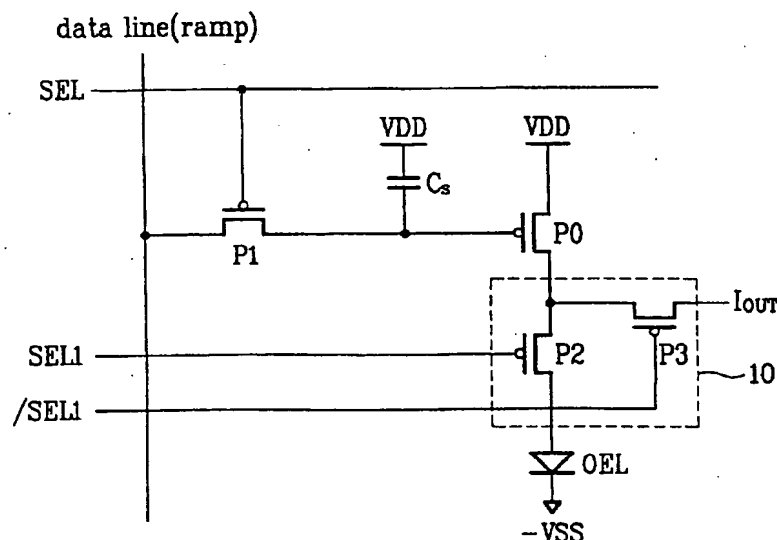 data line(ramp)
SEL
VDD
VDD
Cs
P1
P0
IOUT
SEL1
P2
P3
10
/SEL1
OEL
-VSS